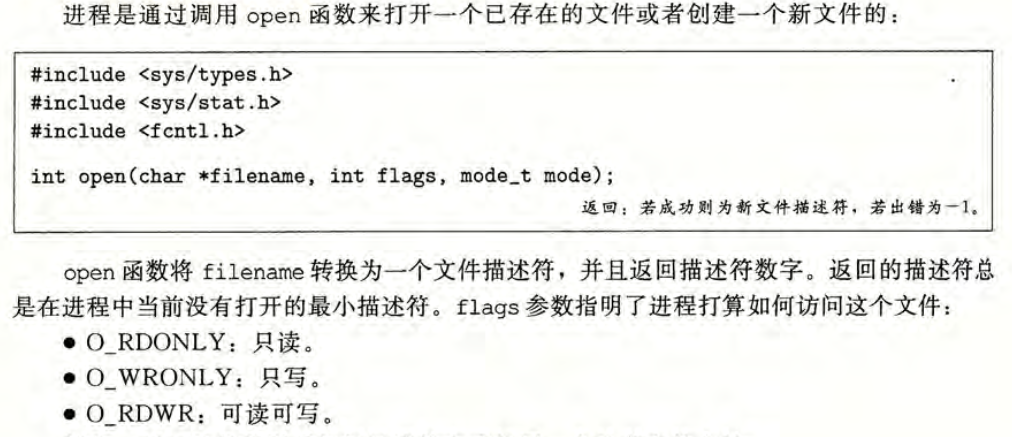 进程是通过调用 open 函数来打开一个已存在的文件或者创建一个新文件的：
#include <sys/types.h>
#include <sys/stat.h>
#include <fcntl.h>
int open(char *filename, int flags, mode_t mode);
返回：若成功则为新文件描述符，若出错为-1。
open 函数将 filename 转换为一个文件描述符，并且返回描述符数字。返回的描述符总
是在进程中当前没有打开的最小描述符。flags 参数指明了进程打算如何访问这个文件：
● O_RDONLY：只读。
● O_WRONLY：只写。
● O_RDWR：可读可写。